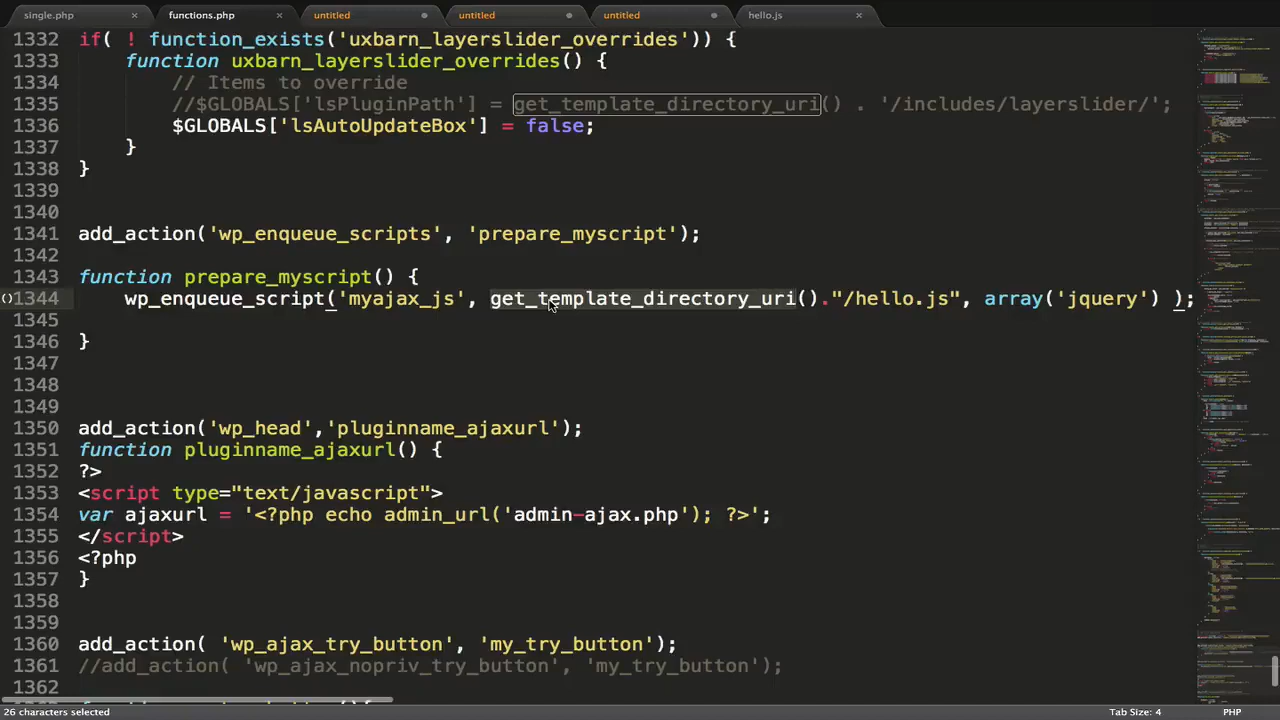 single.php × functions.php × untitled untitled untitled hello.js ×
1332 if( ! function_exists('uxbarn_layerslider_overrides')) {
1333 function uxbarn_layerslider_overrides() {
1334 // Items to override
1335 //$GLOBALS['lsPluginPath'] = get_template_directory_uri() . '/includes/layerslider/';
1336 $GLOBALS['lsAutoUpdateBox'] = false;
1337 }
1338 }
1339
1340
1341 add_action('wp_enqueue_scripts', 'prepare_myscript');
1342
1343 function prepare_myscript() {
1344 wp_enqueue_script('myajax_js', get_template_directory_uri()."/hello.js", array('jquery') );
1345
1346 }
1347
1348
1349
1350 add_action('wp_head','pluginname_ajaxurl');
1351 function pluginname_ajaxurl() {
1352 ?>
1353 <script type="text/javascript">
1354 var ajaxurl = '<?php echo admin_url('admin-ajax.php'); ?>';
1355 </script>
1356 <?php
1357 }
1358
1359
1360 add_action( 'wp_ajax_try_button', 'my_try_button');
1361 //add_action( 'wp_ajax_nopriv_try_button', 'my_try_button');
1362
26 characters selected Tab Size: 4 PHP